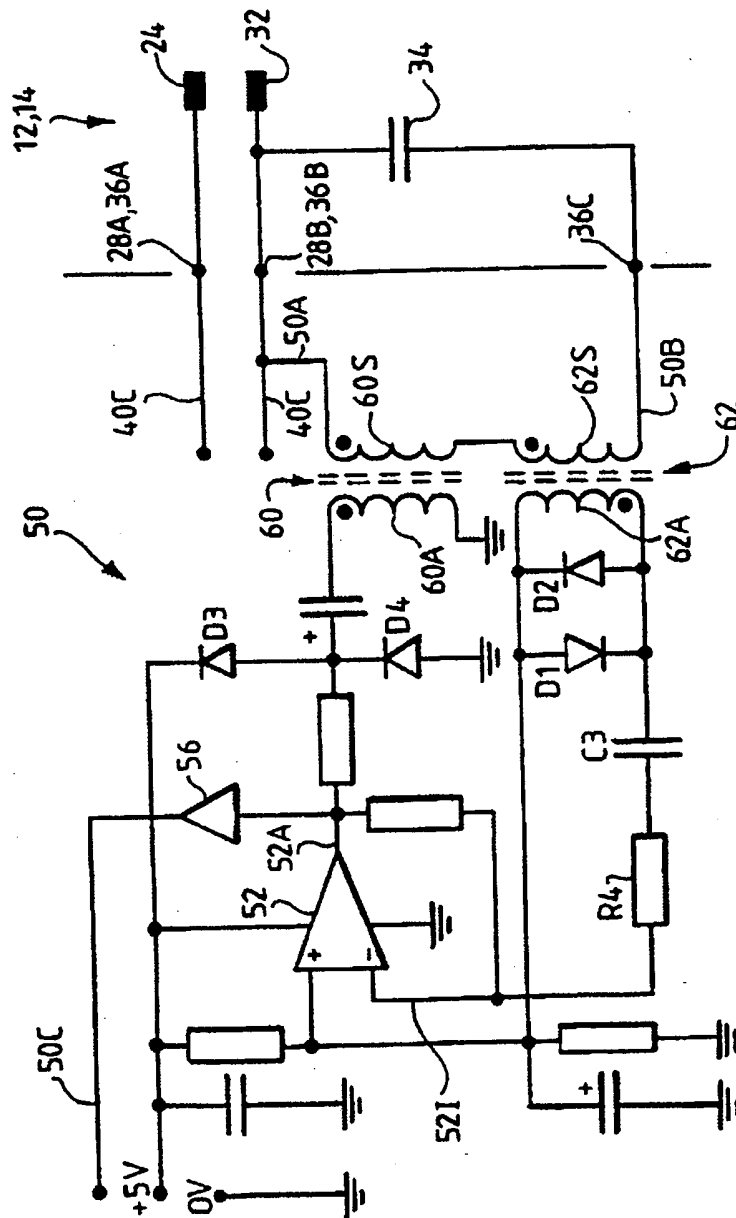 50
12,14
24
32
34
28A,36A
28B,36B
36C
40C
40C
50A
50B
60
60S
62S
62
60A
62A
D3
D4
D2
D1
C3
R4
56
52
52A
+
−
52I
50C
+5V
0V
+
+